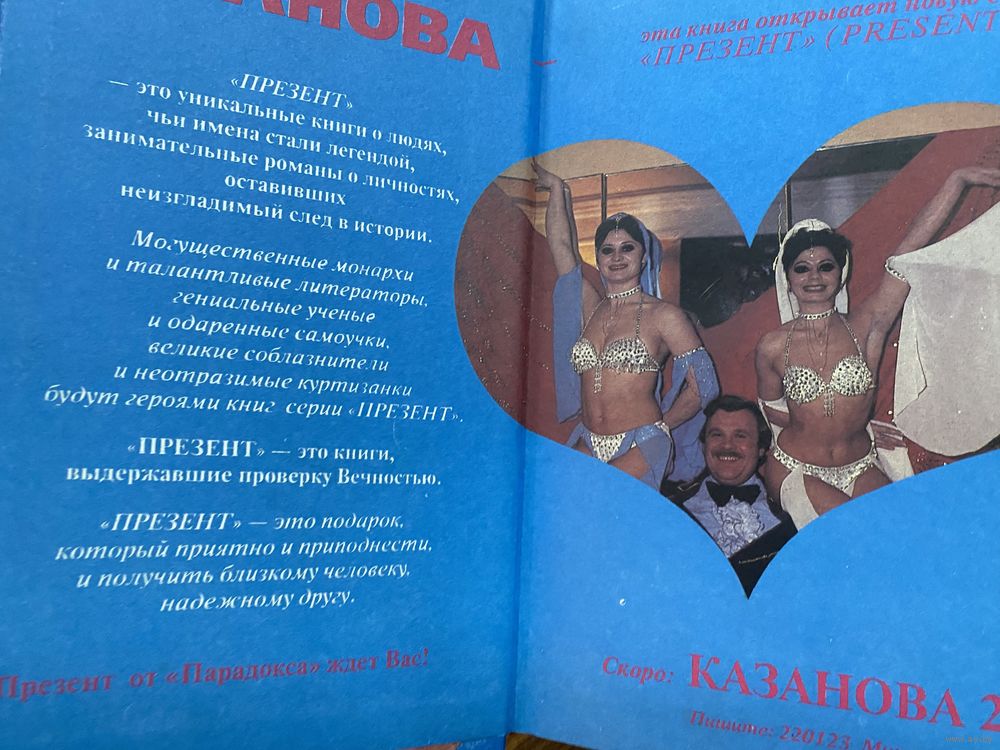 АНОВА
«ПРЕЗЕНТ»
— это уникальные книги о людях,
чьи имена стали легендой,
занимательные романы о личностях,
оставивших
неизгладимый след в истории.
Могущественные монархи
и талантливые литераторы,
гениальные ученые
и одаренные самоучки,
великие соблазнители
и неотразимые куртизанки
будут героями книг серии «ПРЕЗЕНТ».
«ПРЕЗЕНТ» — это книги,
выдержавшие проверку Вечностью.
«ПРЕЗЕНТ» — это подарок,
который приятно и приподнести,
и получить близкому человеку,
надежному другу.
Презент от «Парадокса» ждет Вас!
эта книга открывает новую
«ПРЕЗЕНТ» (PRESENT
Скоро: КАЗАНОВА 2
Пишите: 220123,